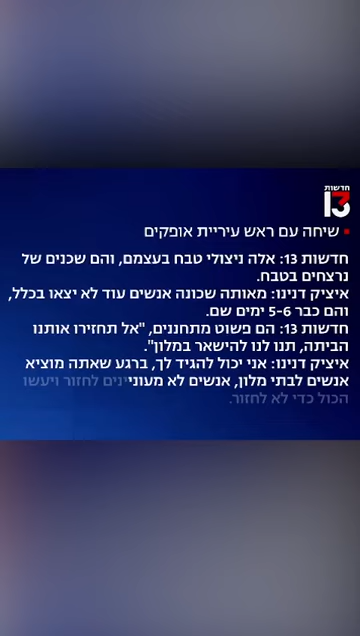 חדשות
13
שיחה עם ראש עיריית אופקים
חדשות 13: אלה ניצולי טבח בעצמם, והם שכנים של
נרצחים בטבח.
איציק דנינו: מאותה שכונה אנשים עוד לא יצאו בכלל,
והם כבר 5-6 ימים שם.
חדשות 13: הם פשוט מתחננים, "אל תחזירו אותנו
הביתה, תנו לנו להישאר במלון".
איציק דנינו: אני יכול להגיד לך, ברגע שאתה מוציא
אנשים לבתי מלון, אנשים לא מעוניינים לחזור ויעשו
הכול כדי לא לחזור.